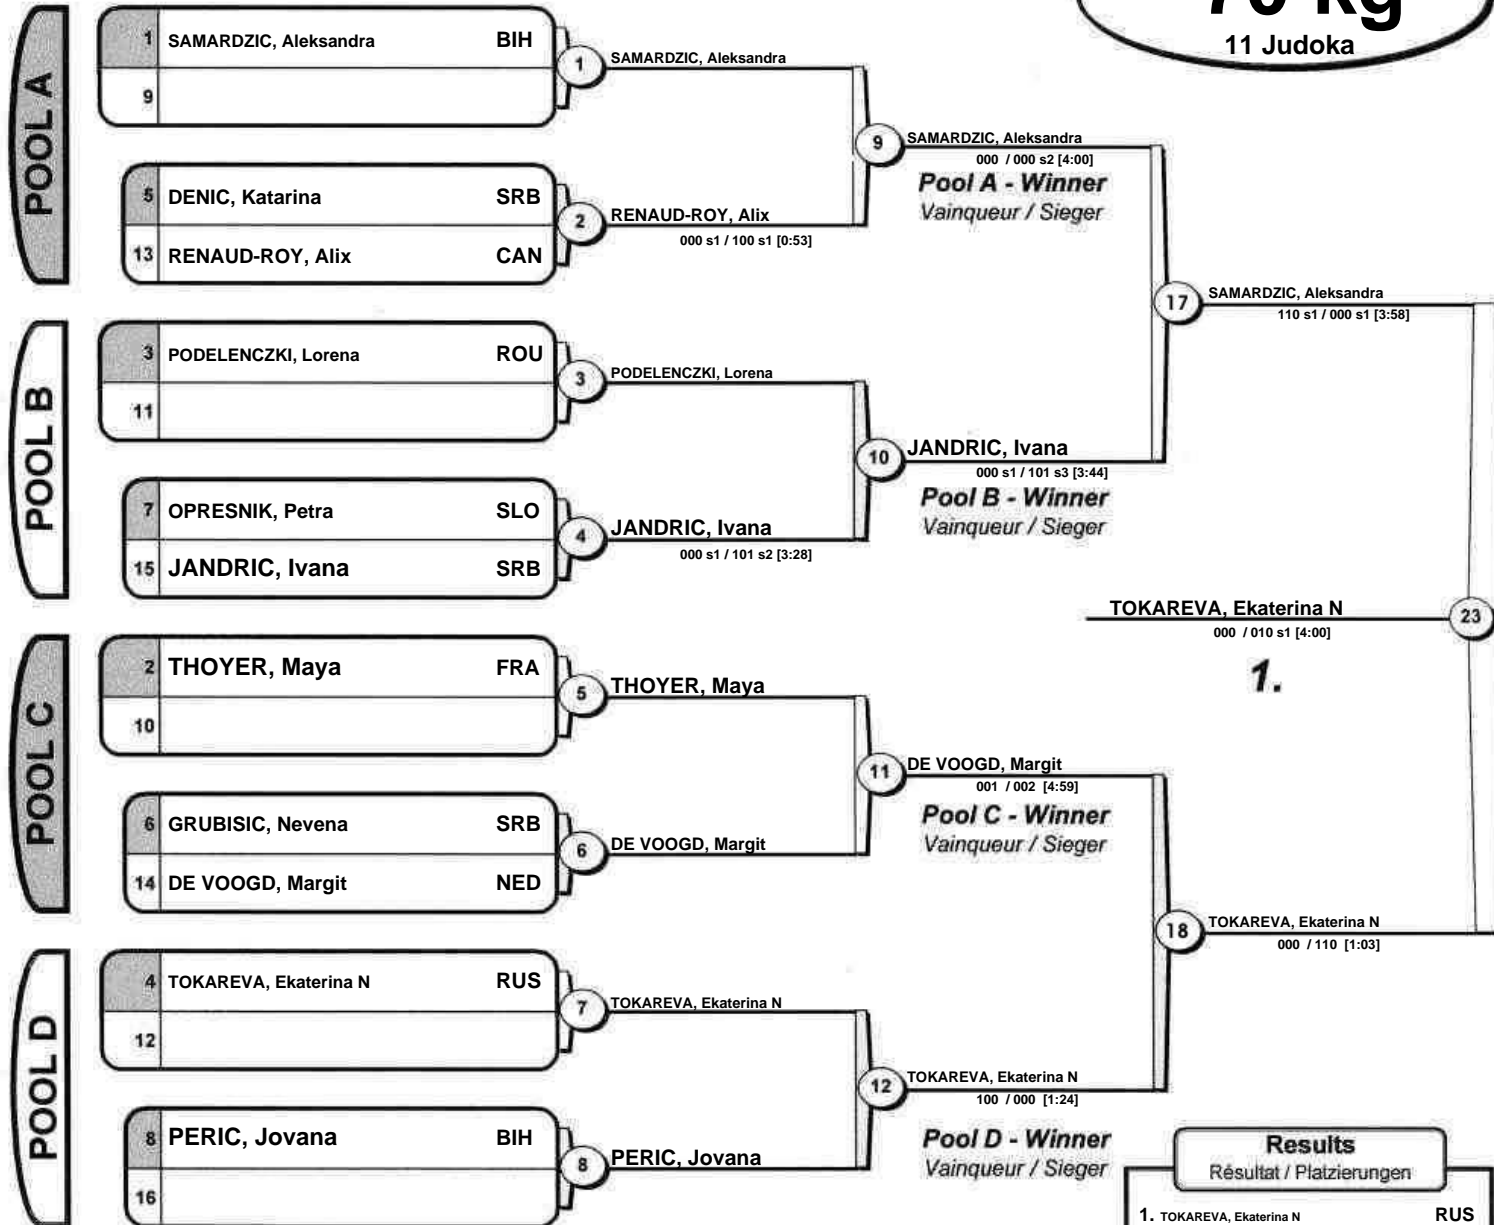 70 kg
11 Judoka
POOL A
1 SAMARDZIC, Aleksandra BIH
9
5 DENIC, Katarina SRB
13 RENAUD-ROY, Alix CAN
1 SAMARDZIC, Aleksandra
2 RENAUD-ROY, Alix
000 s1 / 100 s1 [0:53]
9 SAMARDZIC, Aleksandra
000 / 000 s2 [4:00]
Pool A - Winner
Vainqueur / Sieger
POOL B
3 PODELENCZKI, Lorena ROU
11
7 OPRESNIK, Petra SLO
15 JANDRIC, Ivana SRB
3 PODELENCZKI, Lorena
4 JANDRIC, Ivana
000 s1 / 101 s2 [3:28]
10 JANDRIC, Ivana
000 s1 / 101 s3 [3:44]
Pool B - Winner
Vainqueur / Sieger
17 SAMARDZIC, Aleksandra
110 s1 / 000 s1 [3:58]
TOKAREVA, Ekaterina N 23
000 / 010 s1 [4:00]
1.
POOL C
2 THOYER, Maya FRA
10
6 GRUBISIC, Nevena SRB
14 DE VOOGD, Margit NED
5 THOYER, Maya
6 DE VOOGD, Margit
11 DE VOOGD, Margit
001 / 002 [4:59]
Pool C - Winner
Vainqueur / Sieger
POOL D
4 TOKAREVA, Ekaterina N RUS
12
8 PERIC, Jovana BIH
16
7 TOKAREVA, Ekaterina N
8 PERIC, Jovana
12 TOKAREVA, Ekaterina N
100 / 000 [1:24]
Pool D - Winner
Vainqueur / Sieger
18 TOKAREVA, Ekaterina N
000 / 110 [1:03]
Results
Résultat / Platzierungen
1. TOKAREVA, Ekaterina N RUS